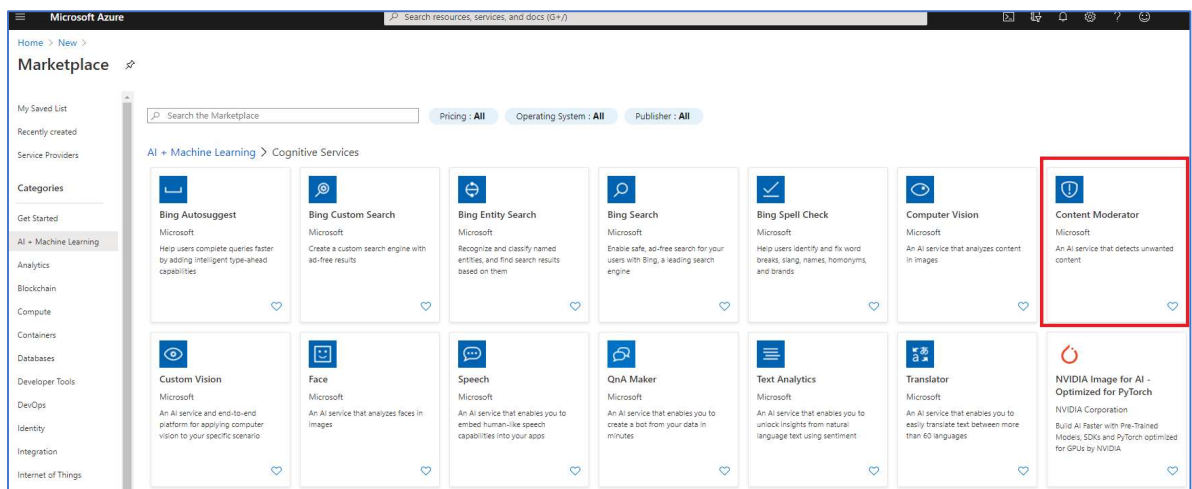 Microsoft Azure
Search resources, services, and docs (G+/)
Home > New >
Marketplace
My Saved List
Recently created
Service Providers
Categories
Get Started
AI + Machine Learning
Analytics
Blockchain
Compute
Containers
Databases
Developer Tools
DevOps
Identity
Integration
Internet of Things
Search the Marketplace
Pricing : All
Operating System : All
Publisher : All
AI + Machine Learning > Cognitive Services
Bing Autosuggest
Microsoft
Help users complete queries faster
by adding intelligent type-ahead
capabilities
Bing Custom Search
Microsoft
Create a custom search engine with
ad-free results
Bing Entity Search
Microsoft
Recognize and classify named
entities, and find search results
based on them
Bing Search
Microsoft
Enable safe, ad-free search for your
users with Bing, a leading search
engine
Bing Spell Check
Microsoft
Help users identify and fix word
breaks, slang, names, homonyms,
and brands
Computer Vision
Microsoft
An AI service that analyzes content
in images
Content Moderator
Microsoft
An AI service that detects unwanted
content
Custom Vision
Microsoft
An AI service and end-to-end
platform for applying computer
vision to your specific scenario
Face
Microsoft
An AI service that analyzes faces in
images
Speech
Microsoft
An AI service that enables you to
embed human-like speech
capabilities into your apps
QnA Maker
Microsoft
An AI service that enables you to
create a bot from your data in
minutes
Text Analytics
Microsoft
An AI service that enables you to
unlock insights from natural
language text using sentiment
Translator
Microsoft
An AI service that enables you to
easily translate text between more
than 60 languages
NVIDIA Image for AI -
Optimized for PyTorch
NVIDIA Corporation
Build AI Faster with Pre-Trained
Models, SDKs and PyTorch optimized
for GPUs by NVIDIA